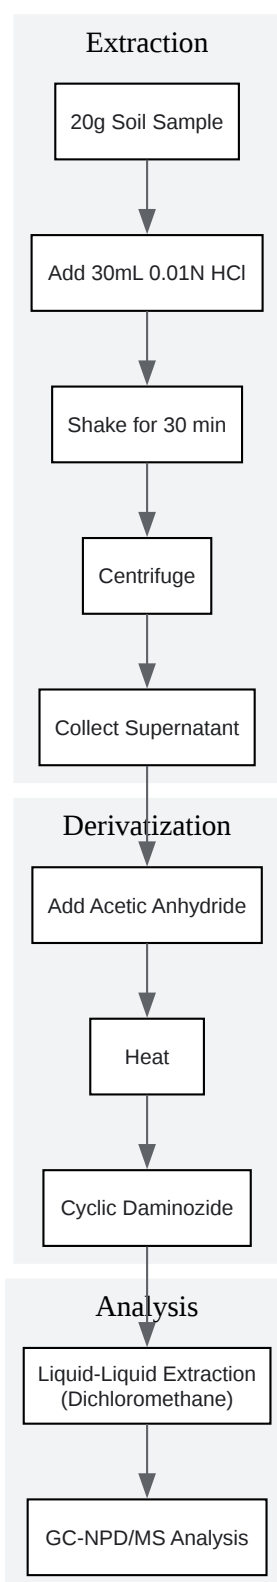 Extraction
20g Soil Sample
Add 30mL 0.01N HCl
Shake for 30 min
Centrifuge
Collect Supernatant
Derivatization
Add Acetic Anhydride
Heat
Cyclic Daminozide
Analysis
Liquid-Liquid Extraction
(Dichloromethane)
GC-NPD/MS Analysis